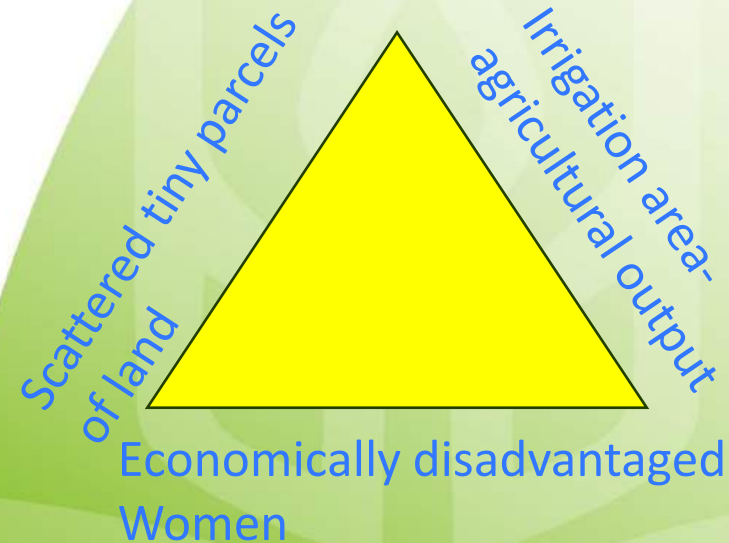 Scattered tiny parcels
of land
Irrigation area-
agricultural output
Economically disadvantaged
Women